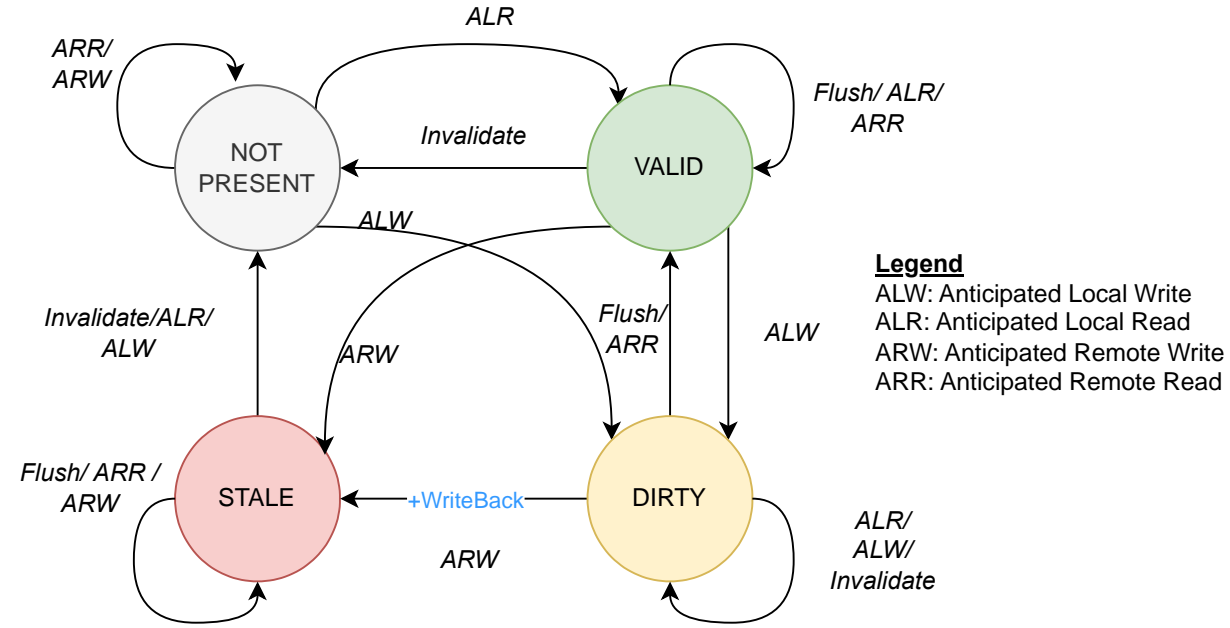 ALR
ARR/
ARW
Flush/ ALR/
ARR
Invalidate
NOT
PRESENT
VALID
ALW
Legend
ALW: Anticipated Local Write
ALR: Anticipated Local Read
ARW: Anticipated Remote Write
ARR: Anticipated Remote Read
Invalidate/ALR/
ALW
ARW
Flush/
ARR
ALW
Flush/ ARR /
ARW
STALE
+WriteBack
DIRTY
ARW
ALR/
ALW/
Invalidate